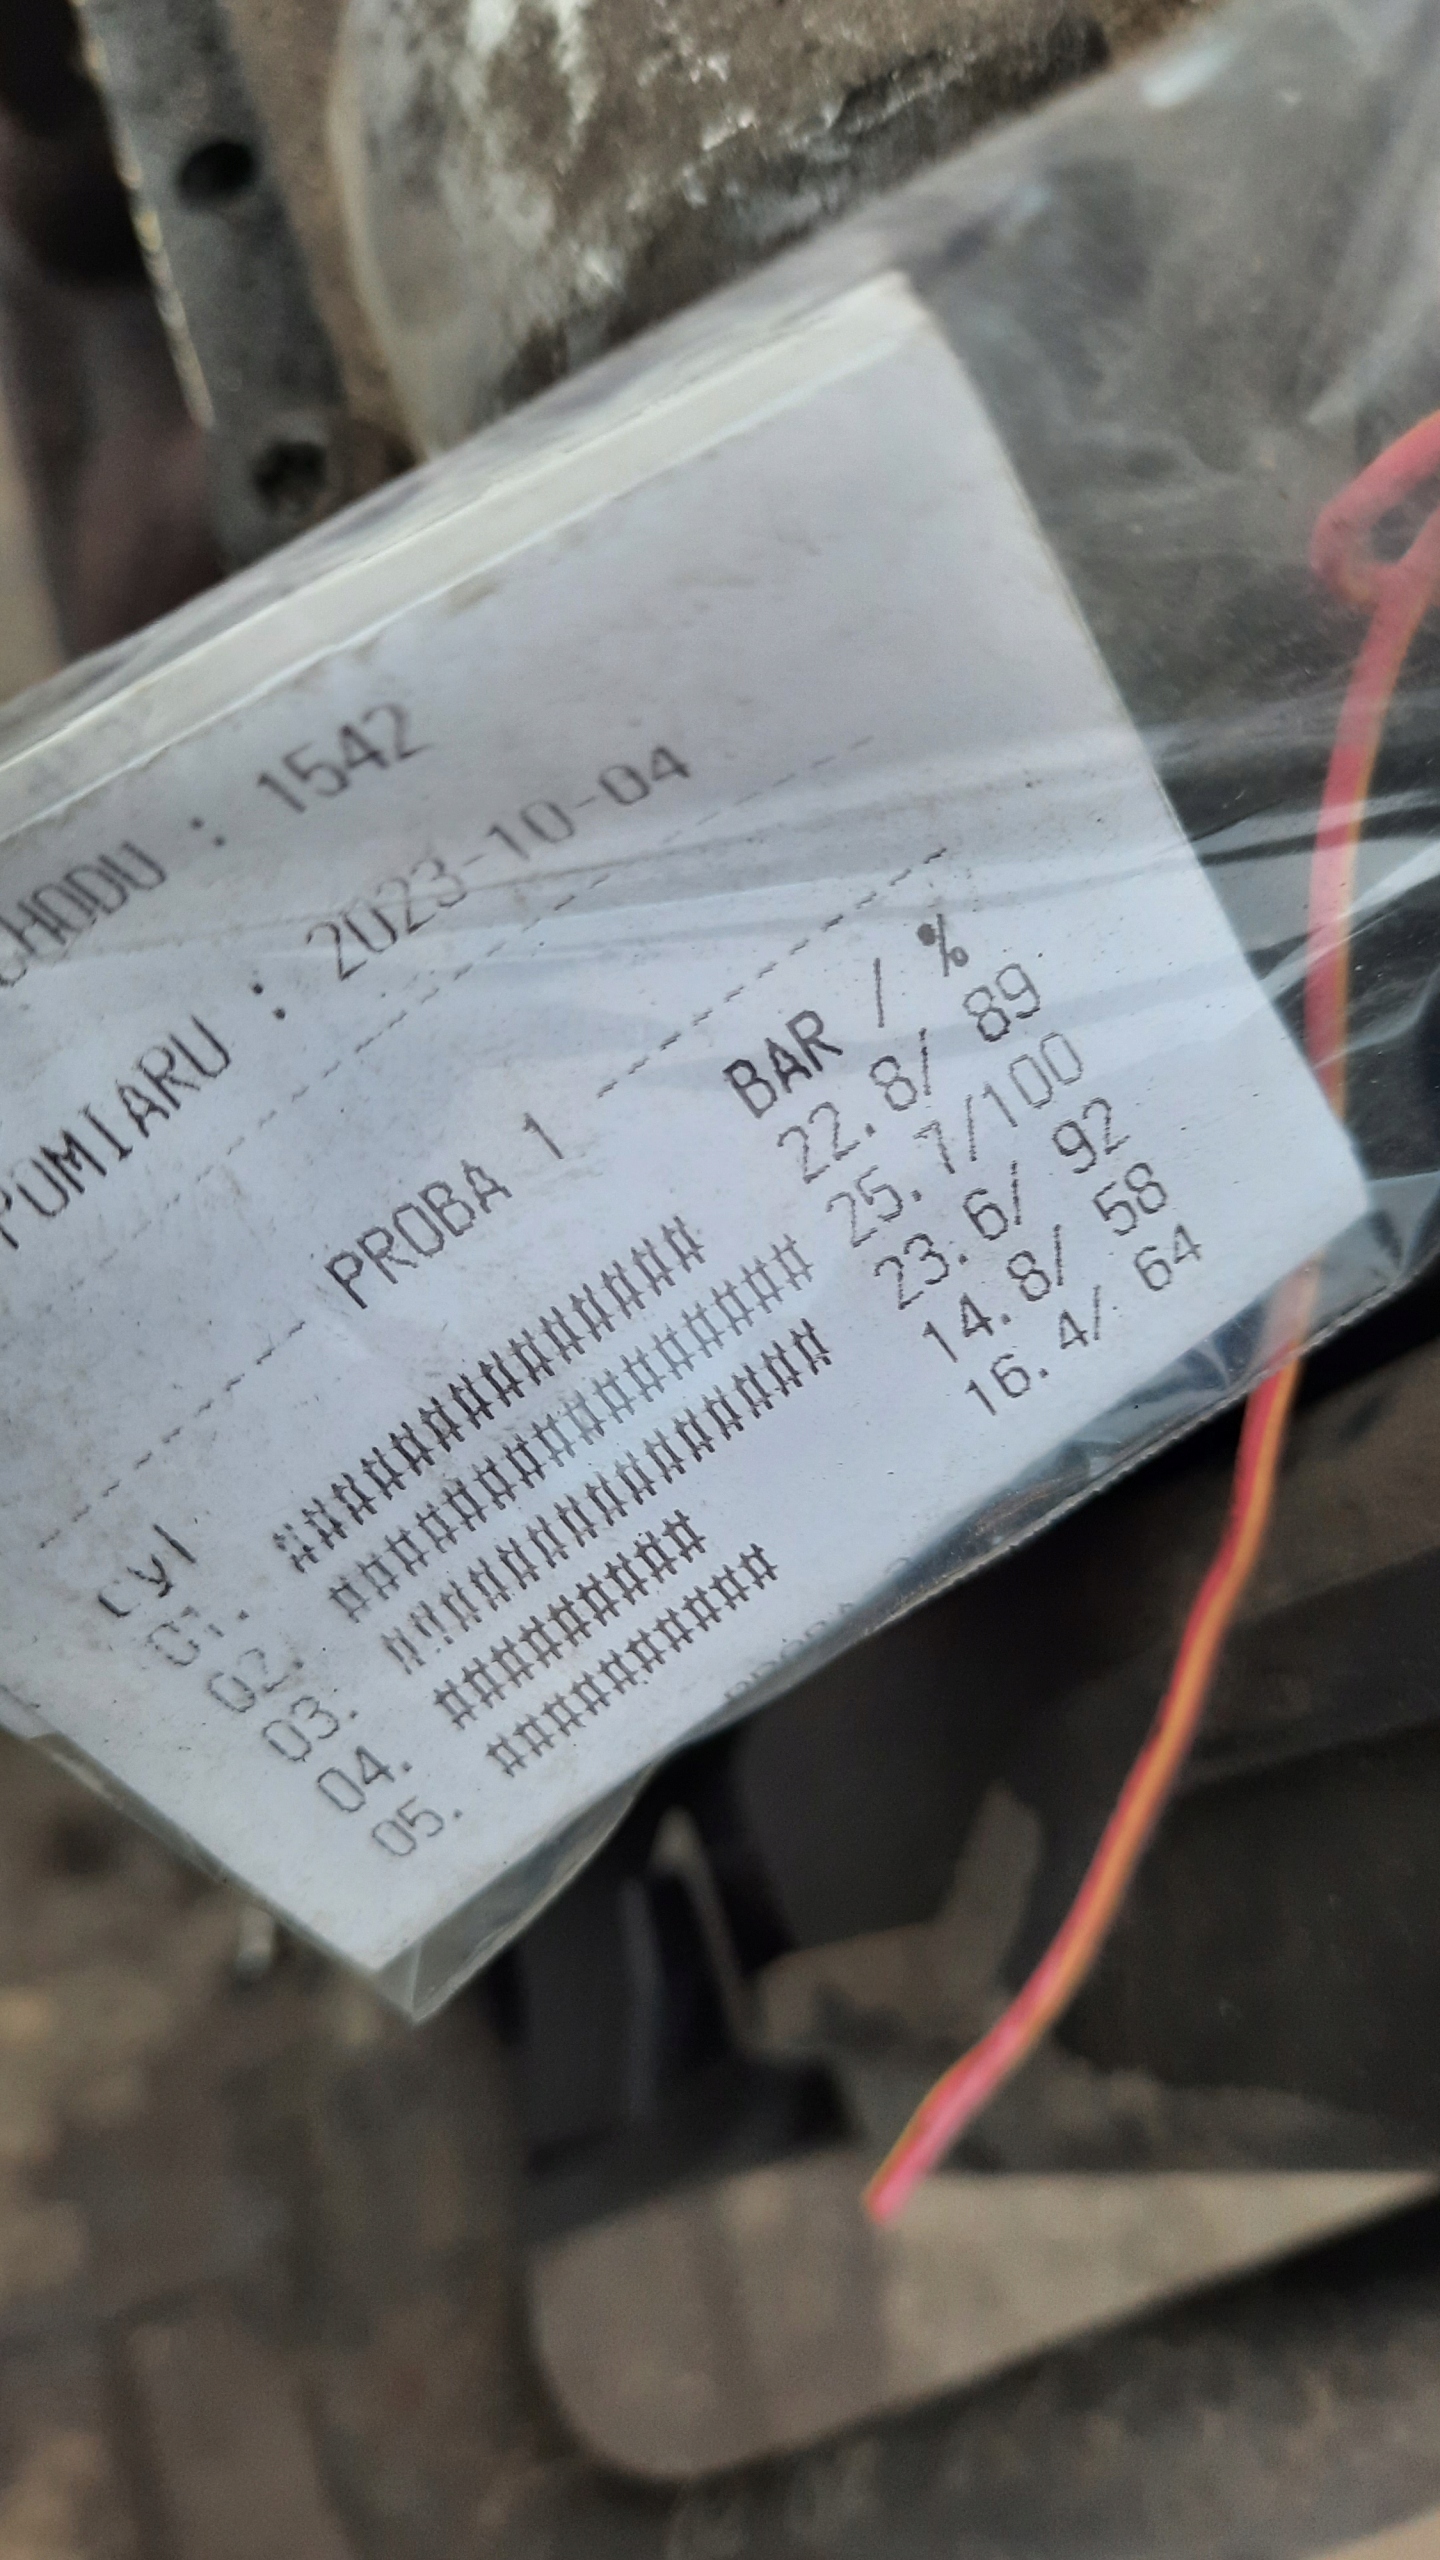 CHODU : 1542
POMIARU : 2023-10-04
------------------------
-------- PROBA 1 -----------
cyl BAR / %
01. ############### 22.8/ 89
02. ################# 25.7/100
03. ################ 23.6/ 92
04. ########## 14.8/ 58
05. ########### 16.4/ 64